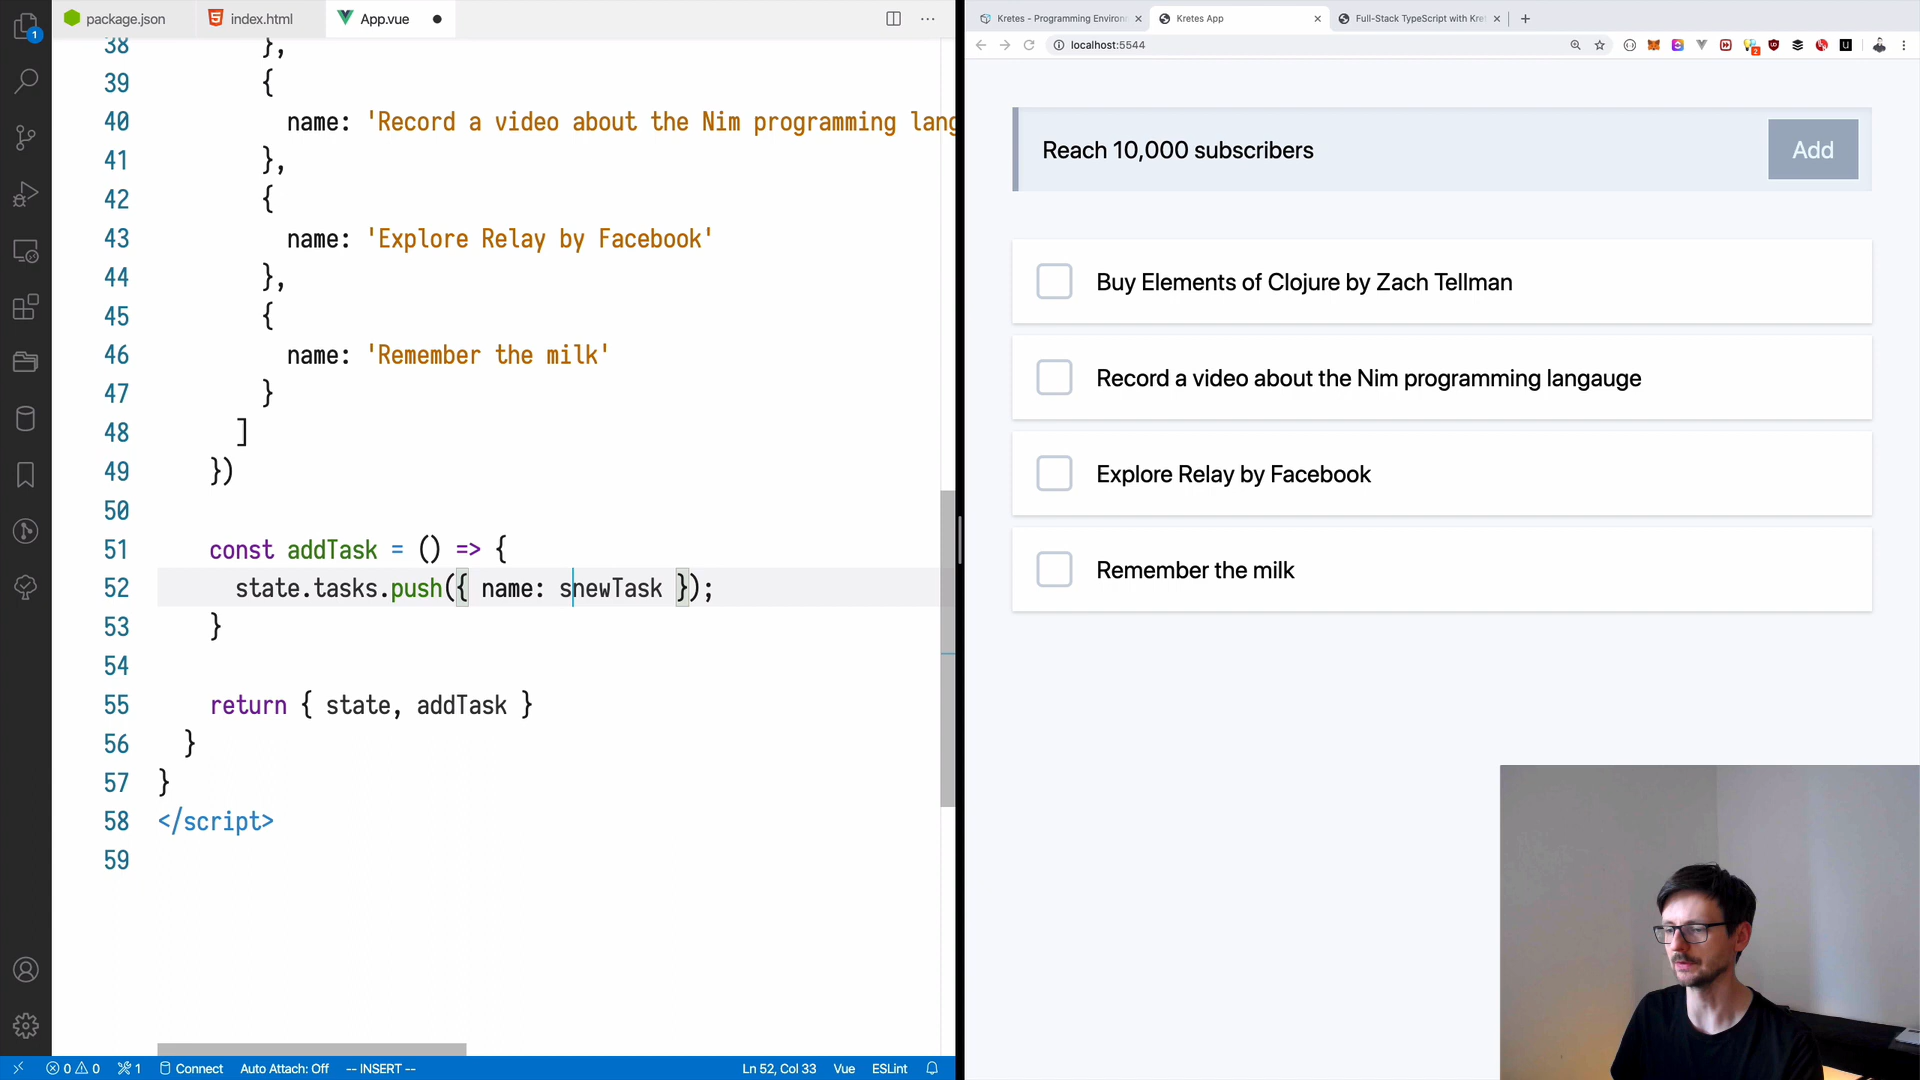 package.json
index.html
App.vue
38 },
39 {
40 name: 'Record a video about the Nim programming lang
41 },
42 {
43 name: 'Explore Relay by Facebook'
44 },
45 {
46 name: 'Remember the milk'
47 }
48 ]
49 })
50
51 const addTask = () => {
52 state.tasks.push({ name: snewTask });
53 }
54
55 return { state, addTask }
56 }
57 }
58 </script>
59
1
0 0 1 Connect Auto Attach: Off -- INSERT -- Ln 52, Col 33 Vue ESLint
Kretes - Programming Environ
Kretes App
Full-Stack TypeScript with Kre
localhost:5544
2
Reach 10,000 subscribers
Add
Buy Elements of Clojure by Zach Tellman
Record a video about the Nim programming langauge
Explore Relay by Facebook
Remember the milk